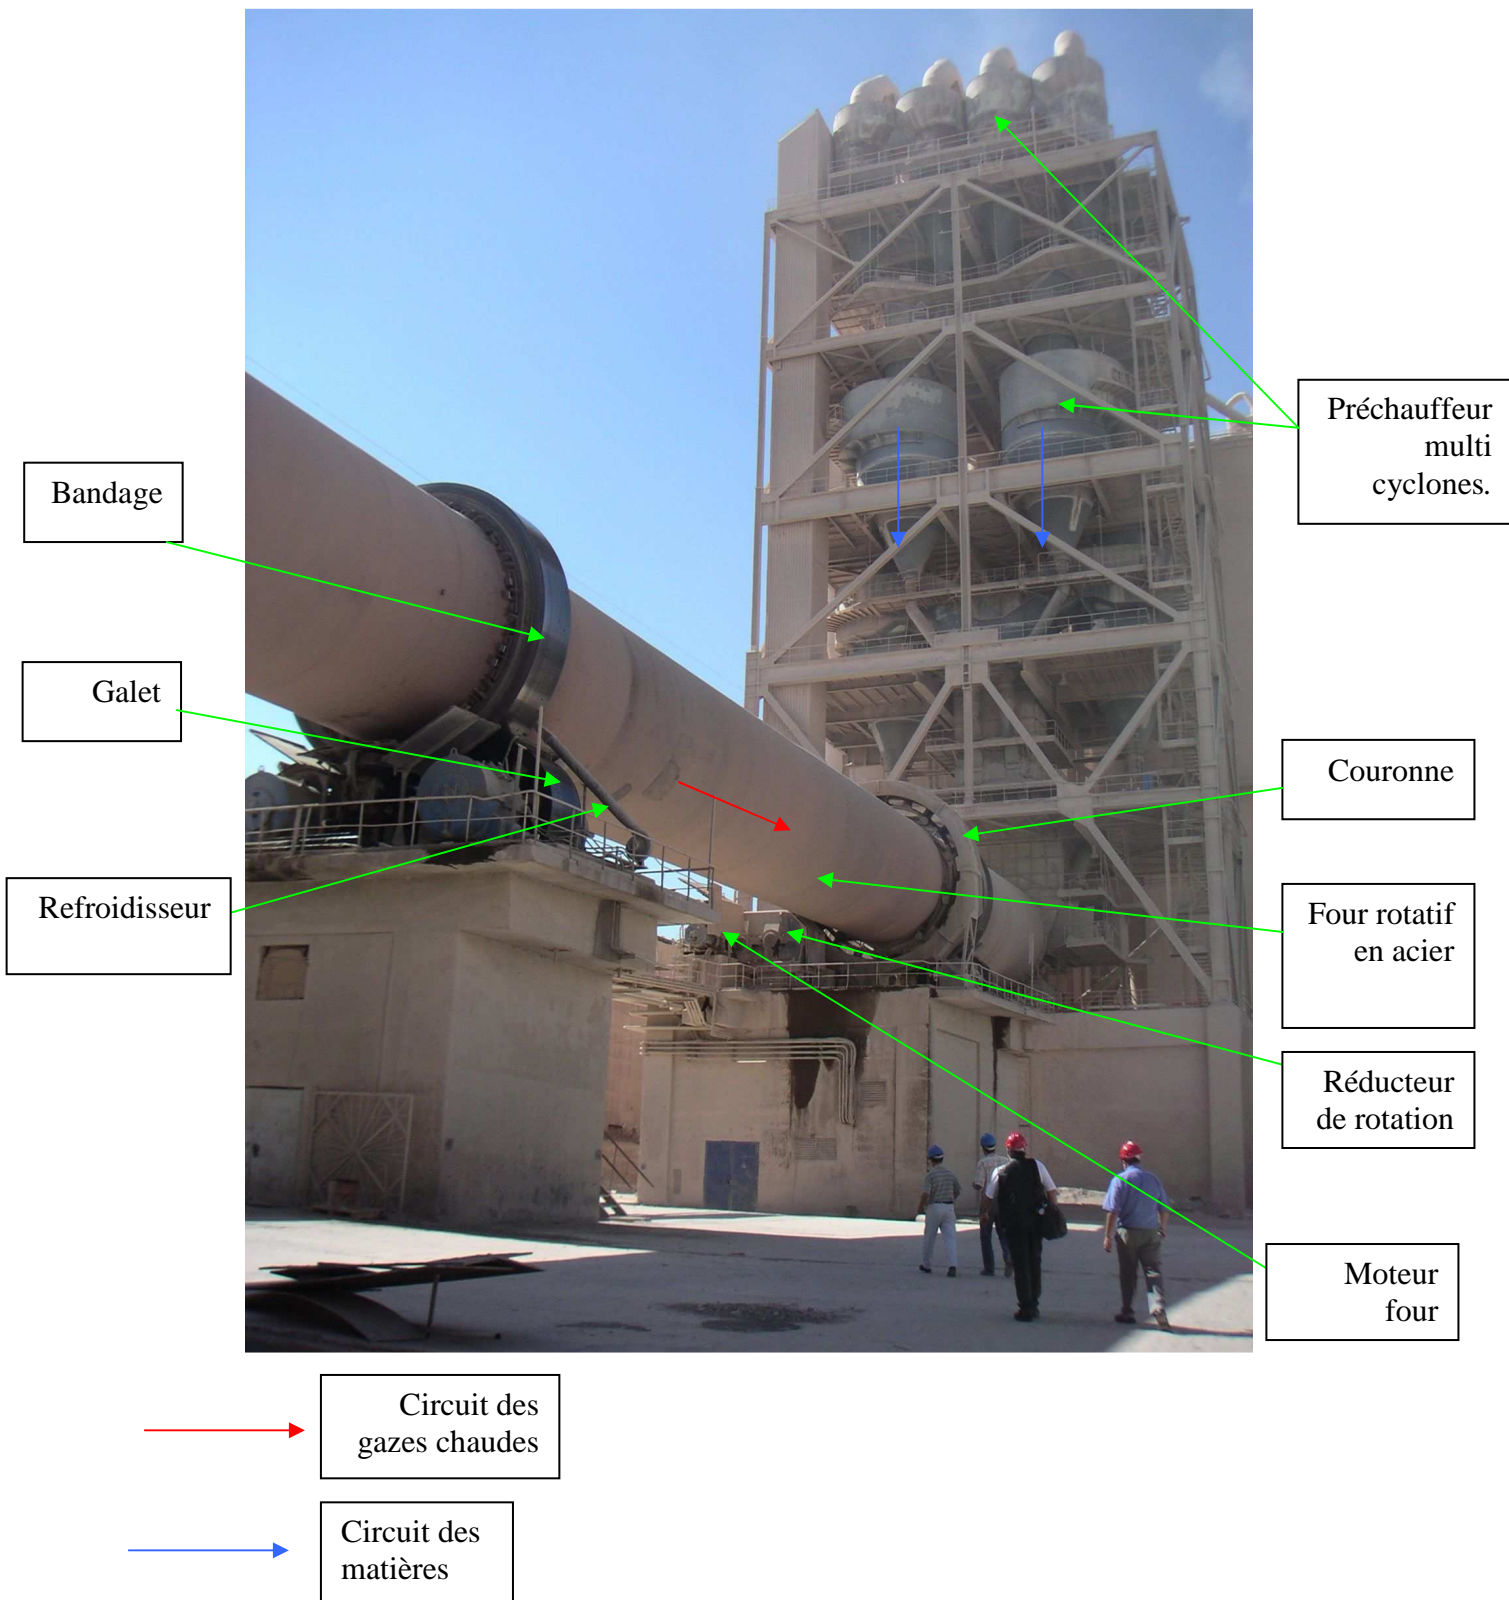 Préchauffeur
multi
cyclones.
Bandage
Galet
Couronne
Refroidisseur
Four rotatif
en acier
Réducteur
de rotation
Moteur
four
Circuit des
gazes chaudes
Circuit des
matières